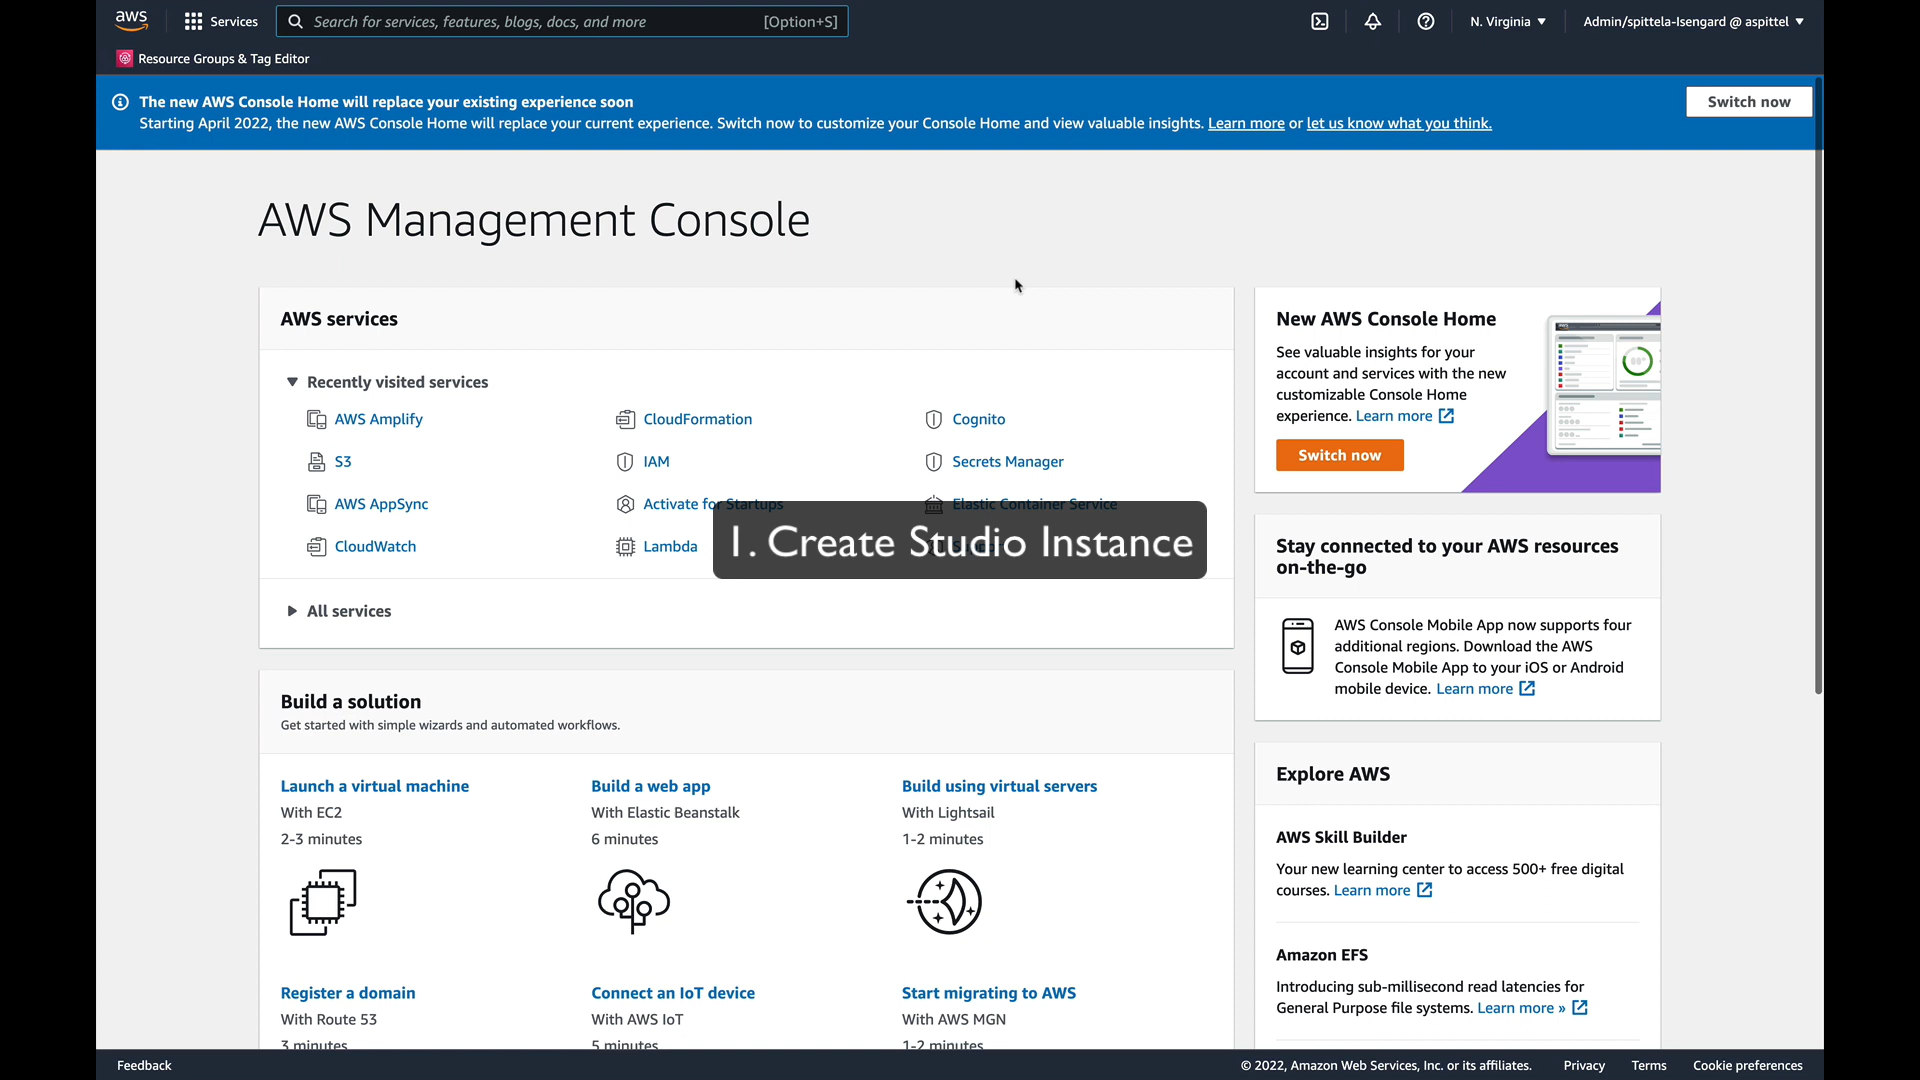 aws
Services
Search for services, features, blogs, docs, and more
[Option+S]
N. Virginia
Admin/spittela-Isengard @ aspittel
Resource Groups & Tag Editor
The new AWS Console Home will replace your existing experience soon
Starting April 2022, the new AWS Console Home will replace your current experience. Switch now to customize your Console Home and view valuable insights. Learn more or let us know what you think.
Switch now
AWS Management Console
AWS services
Recently visited services
AWS Amplify
CloudFormation
Cognito
S3
IAM
Secrets Manager
AWS AppSync
Activate for Startups
Elastic Container Service
CloudWatch
Lambda
1. Create Studio Instance
All services
Build a solution
Get started with simple wizards and automated workflows.
Launch a virtual machine
With EC2
2-3 minutes
Build a web app
With Elastic Beanstalk
6 minutes
Build using virtual servers
With Lightsail
1-2 minutes
Register a domain
With Route 53
3 minutes
Connect an IoT device
With AWS IoT
5 minutes
Start migrating to AWS
With AWS MGN
1-2 minutes
New AWS Console Home
See valuable insights for your
account and services with the new
customizable Console Home
experience. Learn more
Switch now
Stay connected to your AWS resources
on-the-go
AWS Console Mobile App now supports four
additional regions. Download the AWS
Console Mobile App to your iOS or Android
mobile device. Learn more
Explore AWS
AWS Skill Builder
Your new learning center to access 500+ free digital
courses. Learn more
Amazon EFS
Introducing sub-millisecond read latencies for
General Purpose file systems. Learn more »
Feedback
© 2022, Amazon Web Services, Inc. or its affiliates.
Privacy
Terms
Cookie preferences